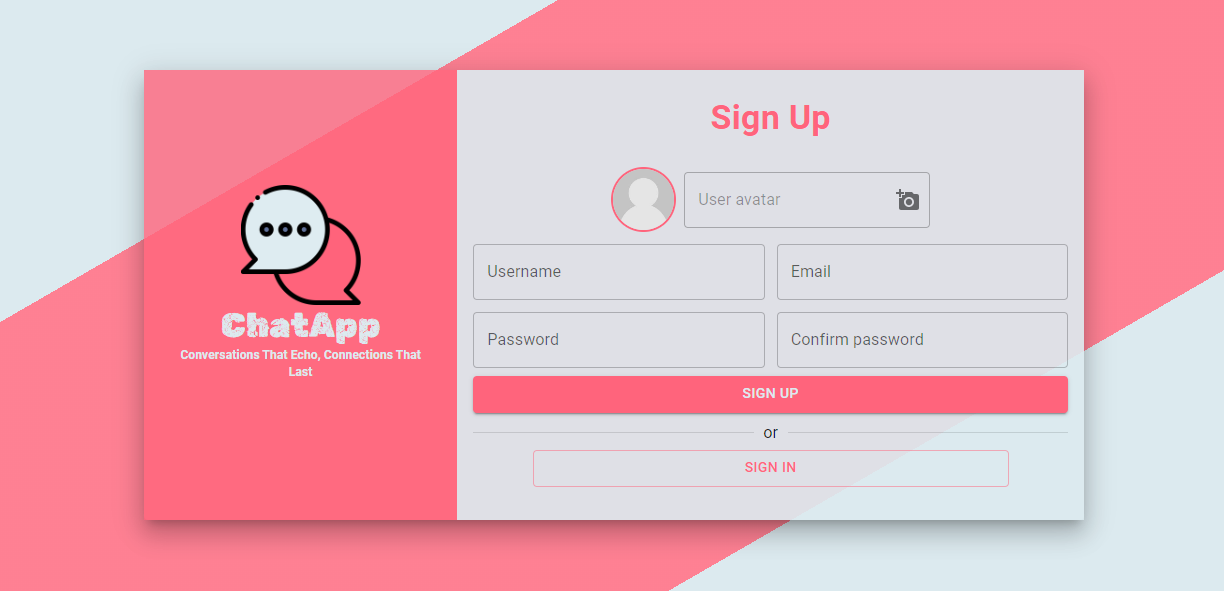 Sign Up
User avatar
ChatApp
Conversations That Echo, Connections That
Last
Username
Email
Password
Confirm password
SIGN UP
or
SIGN IN